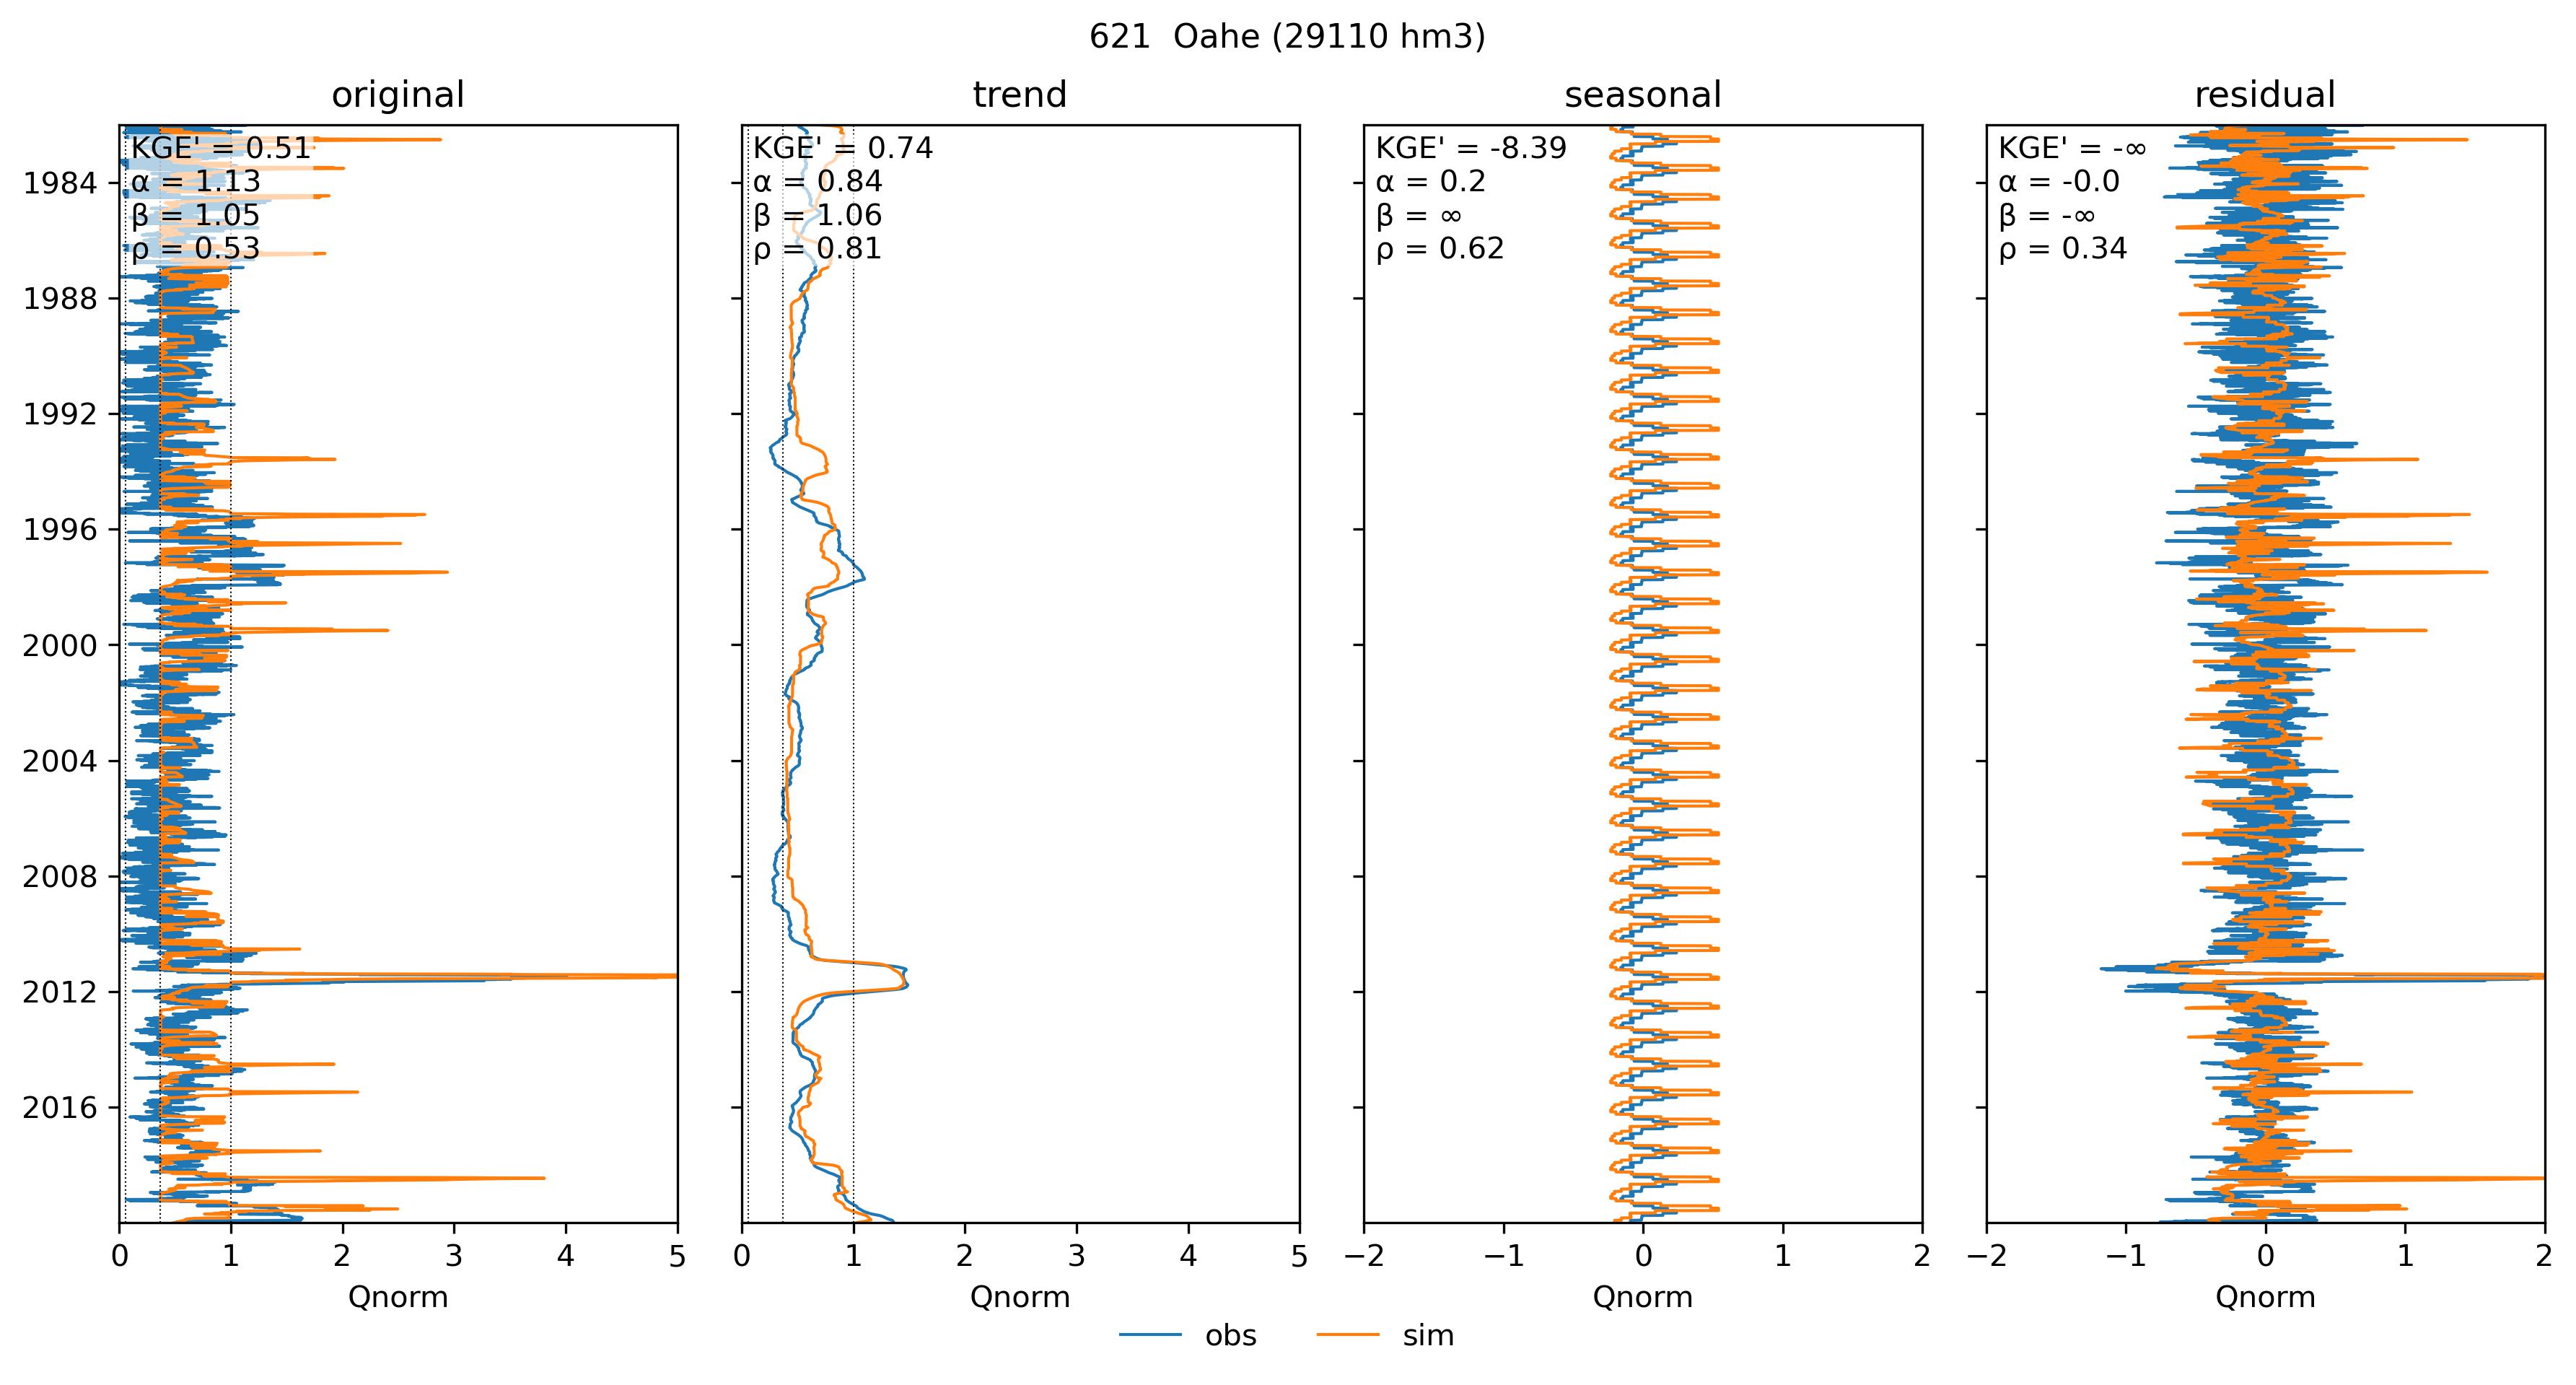 621  Oahe (29110 hm3)
original
trend
seasonal
residual
KGE' = 0.51
α = 1.13
β = 1.05
ρ = 0.53
KGE' = 0.74
α = 0.84
β = 1.06
ρ = 0.81
KGE' = -8.39
α = 0.2
β = ∞
ρ = 0.62
KGE' = -∞
α = -0.0
β = -∞
ρ = 0.34
1984
1988
1992
1996
2000
2004
2008
2012
2016
0 1 2 3 4 5
0 1 2 3 4 5
−2 −1 0 1 2
−2 −1 0 1 2
Qnorm
Qnorm
Qnorm
Qnorm
obs
sim